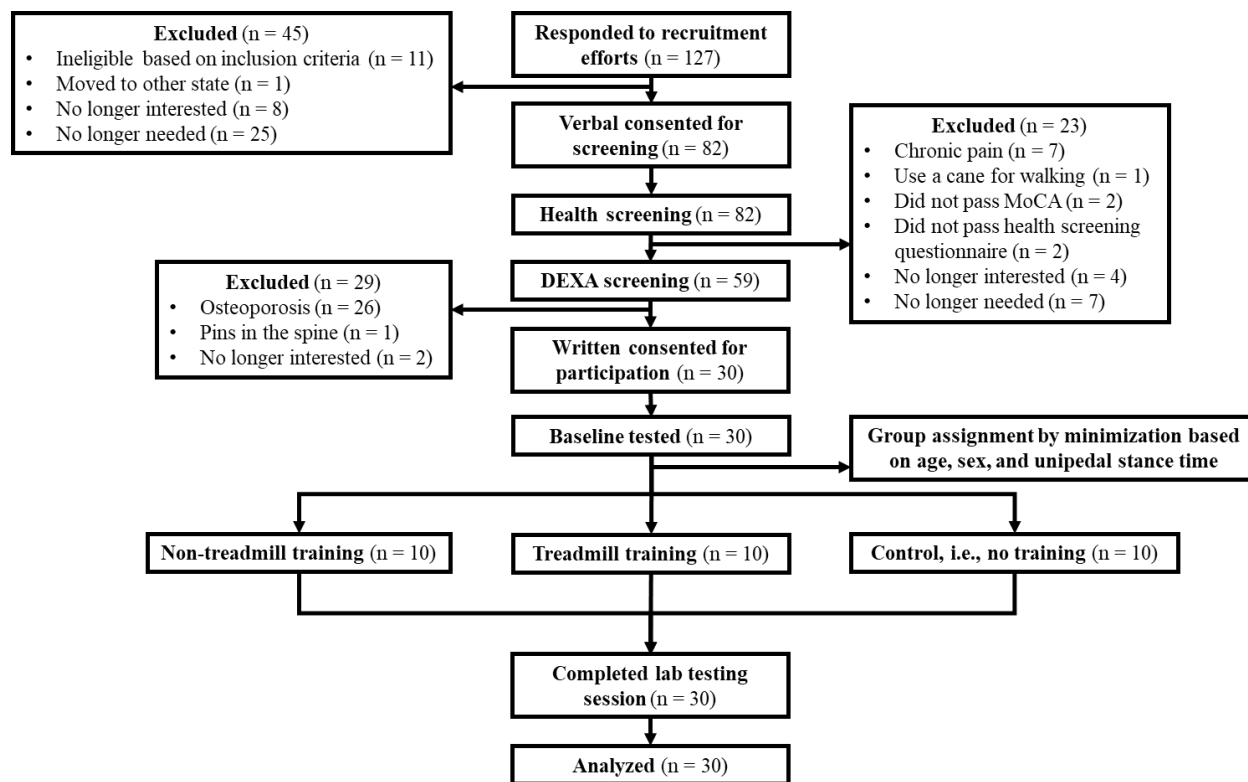 Responded to recruitment
efforts (n = 127)
Excluded (n = 45)
• Ineligible based on inclusion criteria (n = 11)
• Moved to other state (n = 1)
• No longer interested (n = 8)
• No longer needed (n = 25)
Verbal consented for
screening (n = 82)
Health screening (n = 82)
Excluded (n = 23)
• Chronic pain (n = 7)
• Use a cane for walking (n = 1)
• Did not pass MoCA (n = 2)
• Did not pass health screening
questionnaire (n = 2)
• No longer interested (n = 4)
• No longer needed (n = 7)
DEXA screening (n = 59)
Excluded (n = 29)
• Osteoporosis (n = 26)
• Pins in the spine (n = 1)
• No longer interested (n = 2)
Written consented for
participation (n = 30)
Baseline tested (n = 30)
Group assignment by minimization based
on age, sex, and unipedal stance time
Non-treadmill training (n = 10)
Treadmill training (n = 10)
Control, i.e., no training (n = 10)
Completed lab testing
session (n = 30)
Analyzed (n = 30)